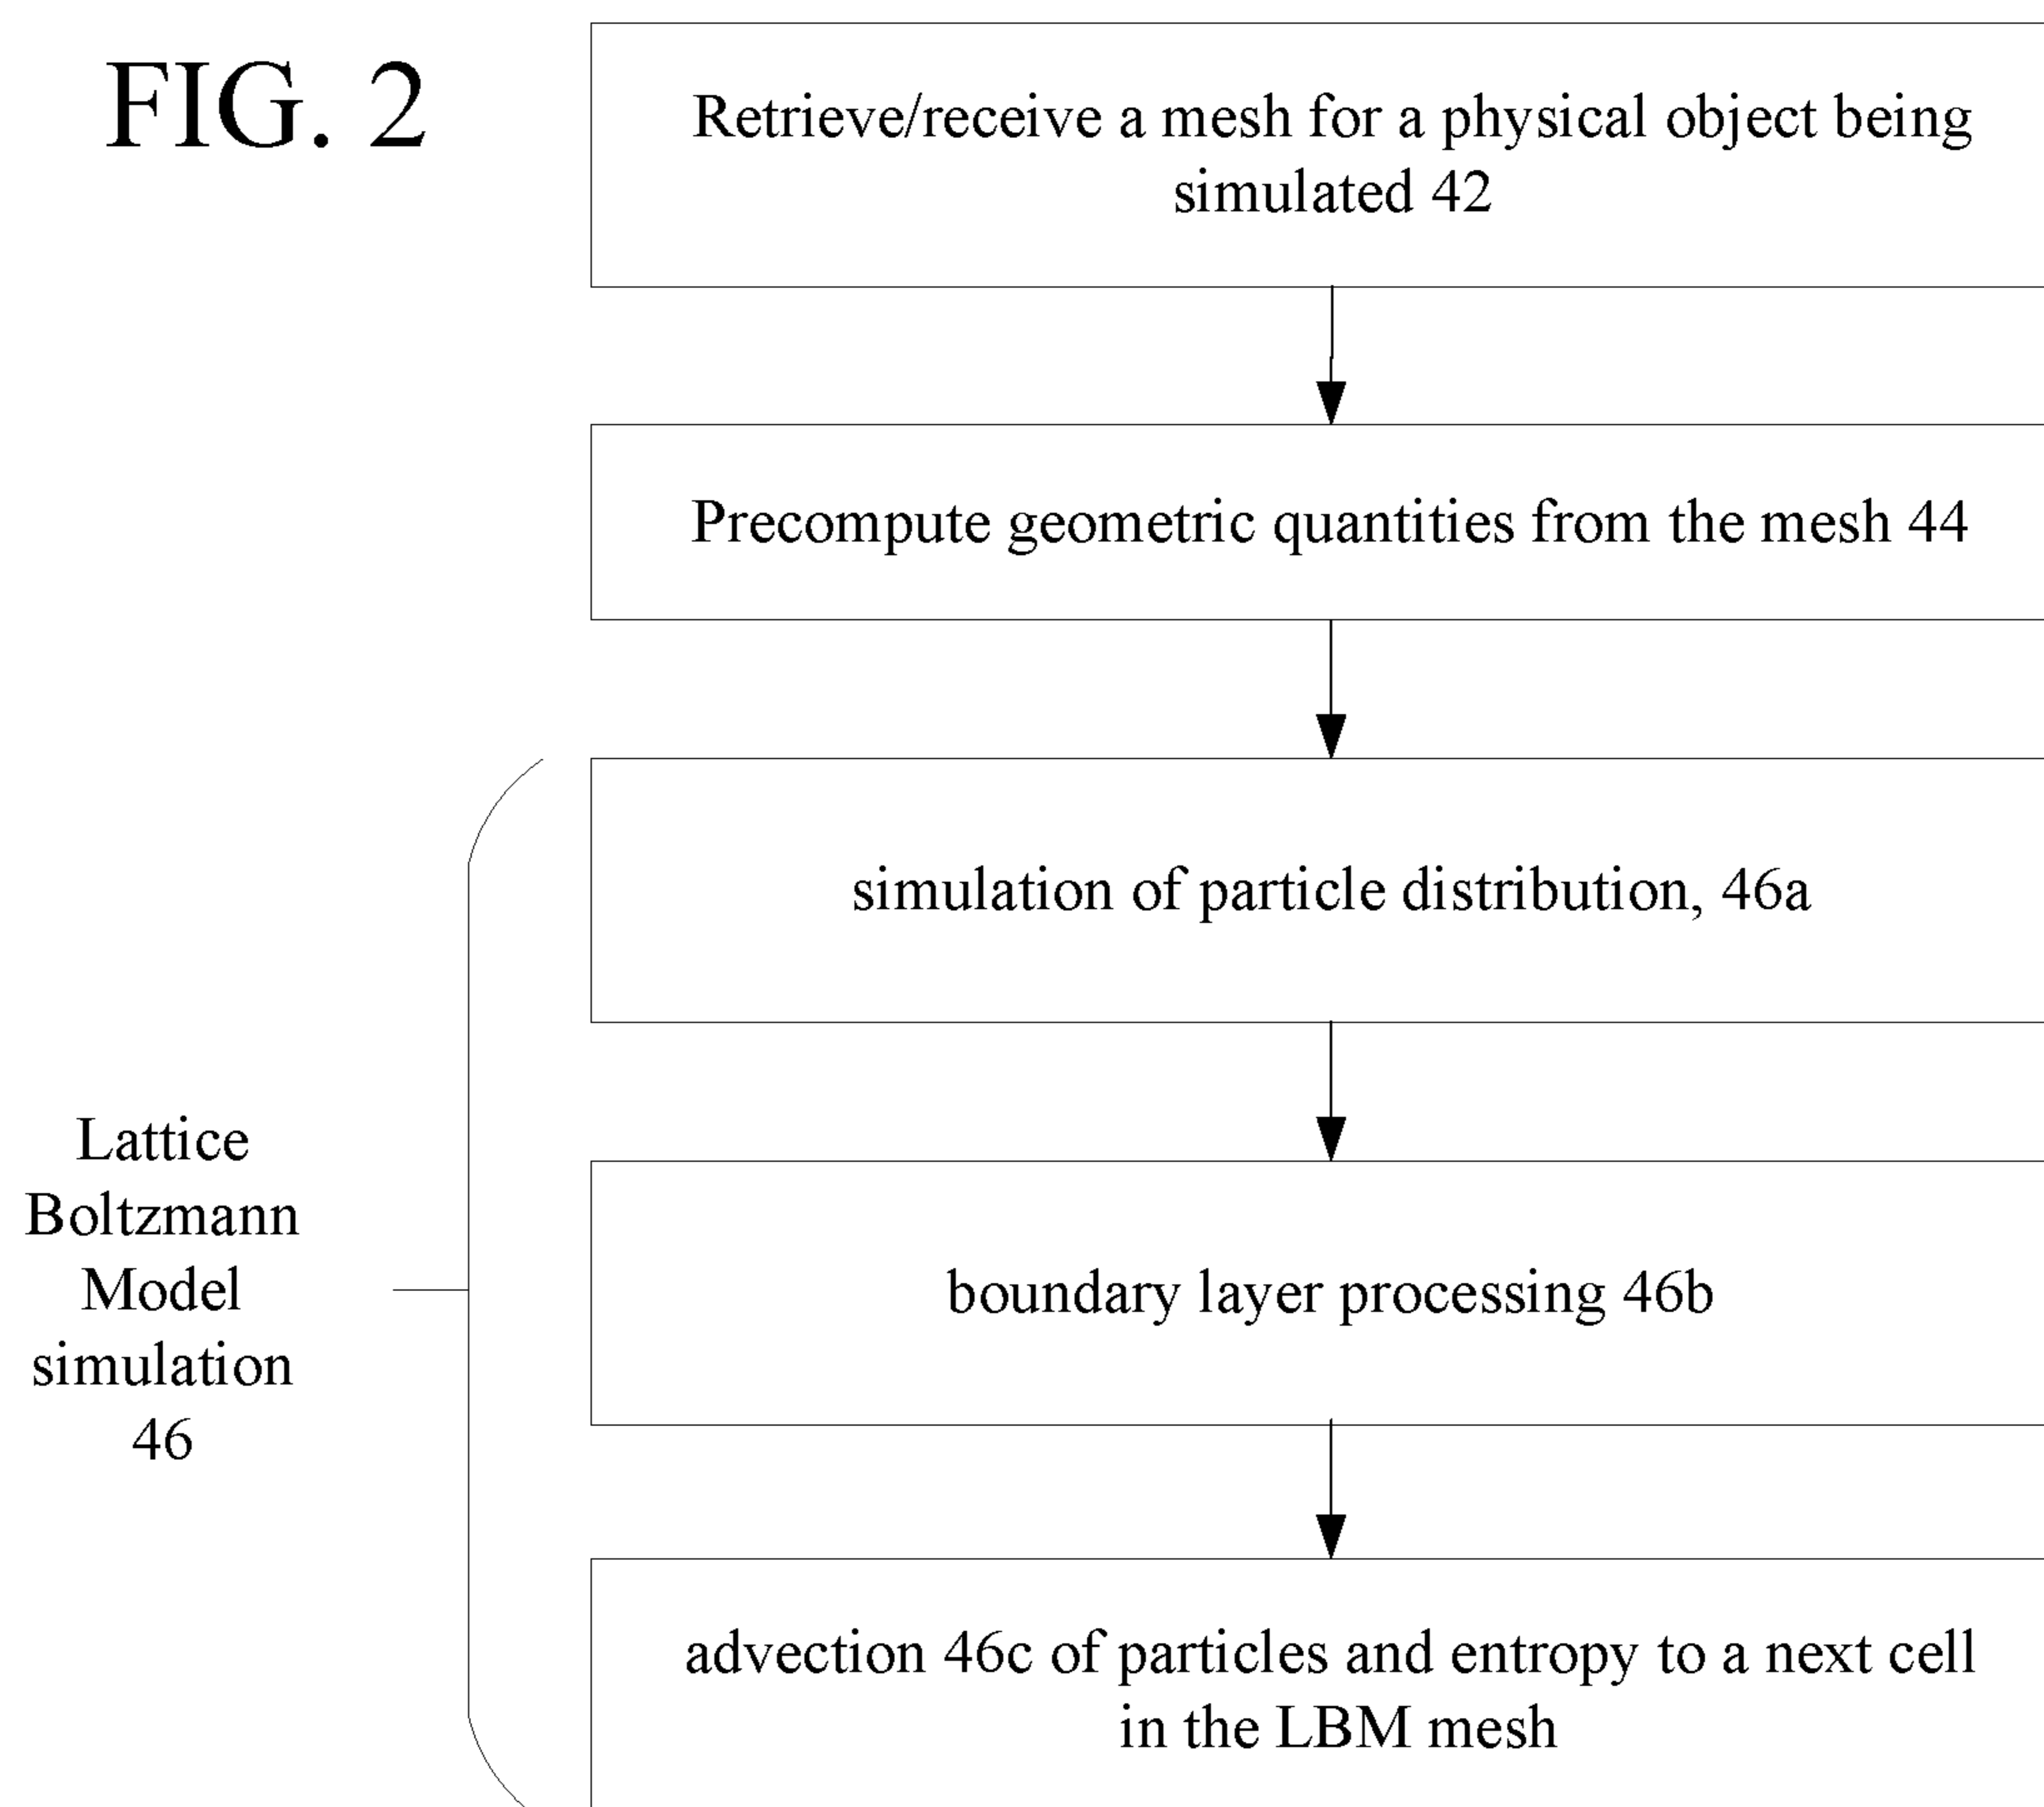 FIG. 2
Retrieve/receive a mesh for a physical object being
simulated 42
Precompute geometric quantities from the mesh 44
simulation of particle distribution, 46a
Lattice
Boltzmann
Model
simulation
46
boundary layer processing 46b
advection 46c of particles and entropy to a next cell
in the LBM mesh